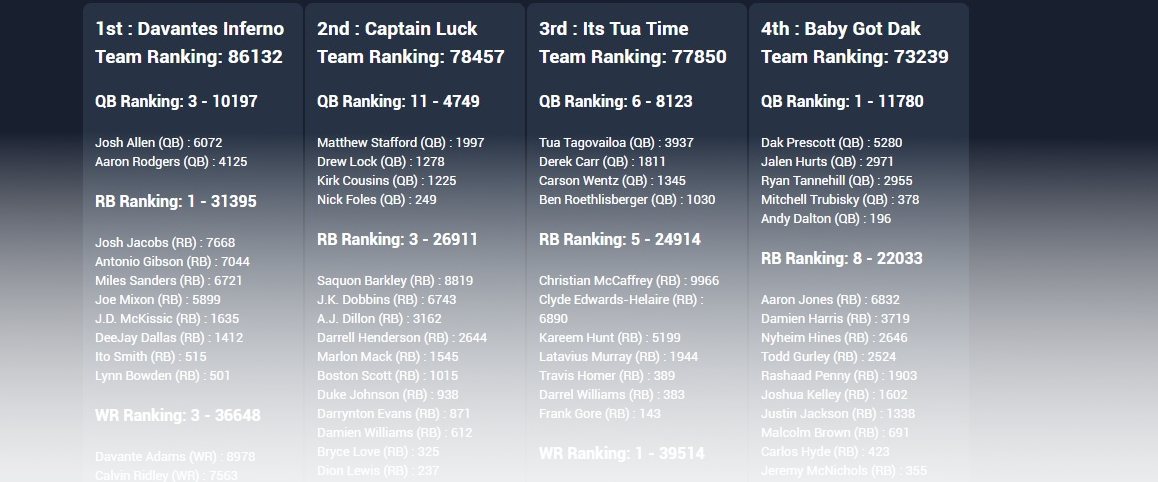 1st : Davantes Inferno
Team Ranking: 86132
QB Ranking: 3 - 10197
Josh Allen (QB) : 6072
Aaron Rodgers (QB) : 4125
RB Ranking: 1 - 31395
Josh Jacobs (RB) : 7668
Antonio Gibson (RB) : 7044
Miles Sanders (RB) : 6721
Joe Mixon (RB) : 5899
J.D. McKissic (RB) : 1635
DeeJay Dallas (RB) : 1412
Ito Smith (RB) : 515
Lynn Bowden (RB) : 501
WR Ranking: 3 - 36648
Davante Adams (WR) : 8978
Calvin Ridley (WR) : 7563
2nd : Captain Luck
Team Ranking: 78457
QB Ranking: 11 - 4749
Matthew Stafford (QB) : 1997
Drew Lock (QB) : 1278
Kirk Cousins (QB) : 1225
Nick Foles (QB) : 249
RB Ranking: 3 - 26911
Saquon Barkley (RB) : 8819
J.K. Dobbins (RB) : 6743
A.J. Dillon (RB) : 3162
Darrell Henderson (RB) : 2644
Marlon Mack (RB) : 1545
Boston Scott (RB) : 1015
Duke Johnson (RB) : 938
Darrynton Evans (RB) : 871
Damien Williams (RB) : 612
Bryce Love (RB) : 325
Dion Lewis (RB) : 237
3rd : Its Tua Time
Team Ranking: 77850
QB Ranking: 6 - 8123
Tua Tagovailoa (QB) : 3937
Derek Carr (QB) : 1811
Carson Wentz (QB) : 1345
Ben Roethlisberger (QB) : 1030
RB Ranking: 5 - 24914
Christian McCaffrey (RB) : 9966
Clyde Edwards-Helaire (RB) :
6890
Kareem Hunt (RB) : 5199
Latavius Murray (RB) : 1944
Travis Homer (RB) : 389
Darrel Williams (RB) : 383
Frank Gore (RB) : 143
WR Ranking: 1 - 39514
4th : Baby Got Dak
Team Ranking: 73239
QB Ranking: 1 - 11780
Dak Prescott (QB) : 5280
Jalen Hurts (QB) : 2971
Ryan Tannehill (QB) : 2955
Mitchell Trubisky (QB) : 378
Andy Dalton (QB) : 196
RB Ranking: 8 - 22033
Aaron Jones (RB) : 6832
Damien Harris (RB) : 3719
Nyheim Hines (RB) : 2646
Todd Gurley (RB) : 2524
Rashaad Penny (RB) : 1903
Joshua Kelley (RB) : 1602
Justin Jackson (RB) : 1338
Malcolm Brown (RB) : 691
Carlos Hyde (RB) : 423
Jeremy McNichols (RB) : 355